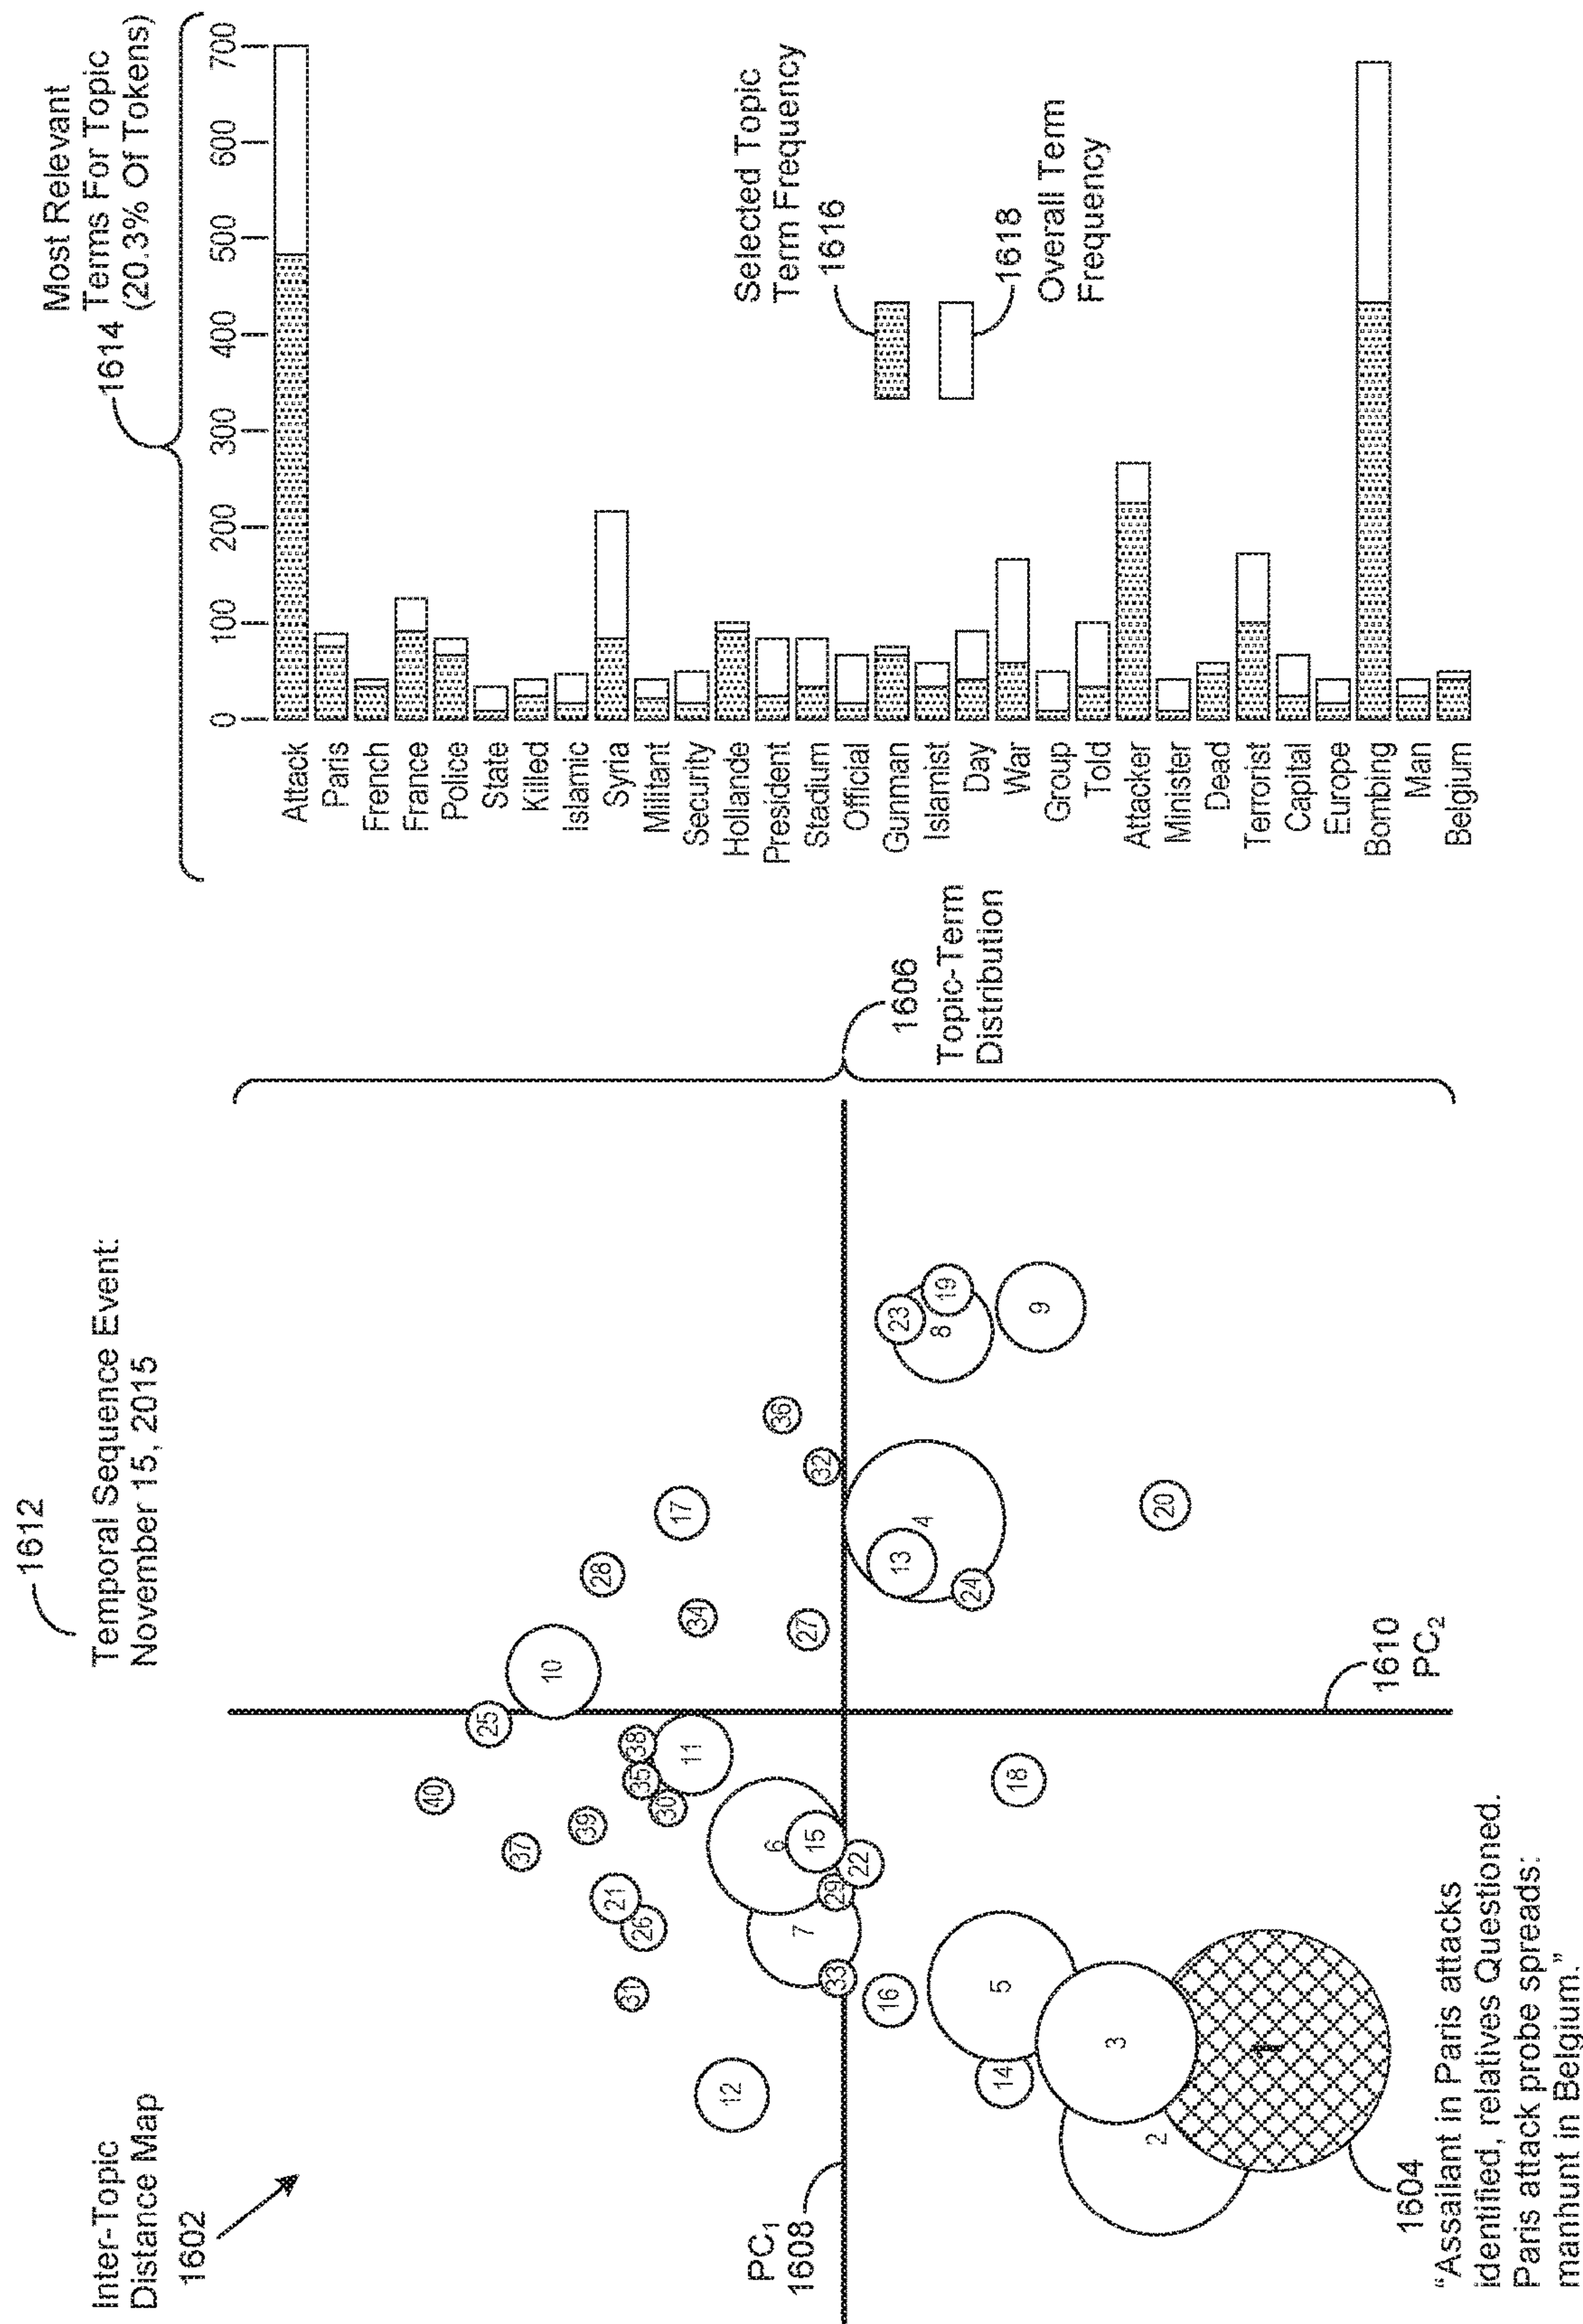 Inter-Topic
Distance Map
1602
1612
Temporal Sequence Event:
November 15, 2015
PC1
1608
1610
PC2
1606
Topic-Term
Distribution
40
25
37
10
39
28
21
38
31
26
35
30
17
11
34
12
36
6
27
7
15
32
29
33
22
16
23
13
4
8
19
24
5
14
18
9
3
2
20
1
1604
"Assailant in Paris attacks
identified, relatives Questioned.
Paris attack probe spreads:
manhunt in Belgium."
Most Relevant
1614 Terms For Topic
(20.3% Of Tokens)
0 100 200 300 400 500 600 700
Attack
Paris
French
France
Police
State
Killed
Islamic
Syria
Militant
Security
Hollande
President
Stadium
Official
Gunman
Islamist
Day
War
Group
Told
Attacker
Minister
Dead
Terrorist
Capital
Europe
Bombing
Man
Belgium
Selected Topic
Term Frequency
1616
1618
Overall Term
Frequency